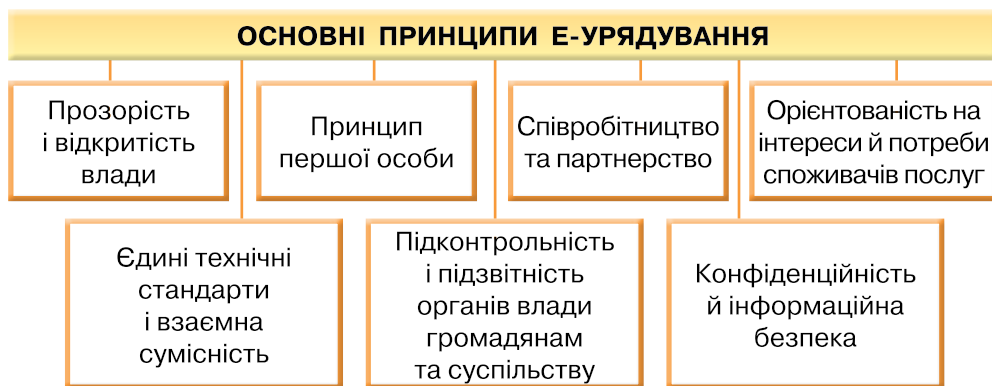 ОСНОВНІ ПРИНЦИПИ Е-УРЯДУВАННЯ
Прозорість
і відкритість
влади
Принцип
першої особи
Співробітництво
та партнерство
Орієнтованість на
інтереси й потреби
споживачів послуг
Єдині технічні
стандарти
і взаємна
сумісність
Підконтрольність
і підзвітність
органів влади
громадянам
та суспільству
Конфіденційність
й інформаційна
безпека